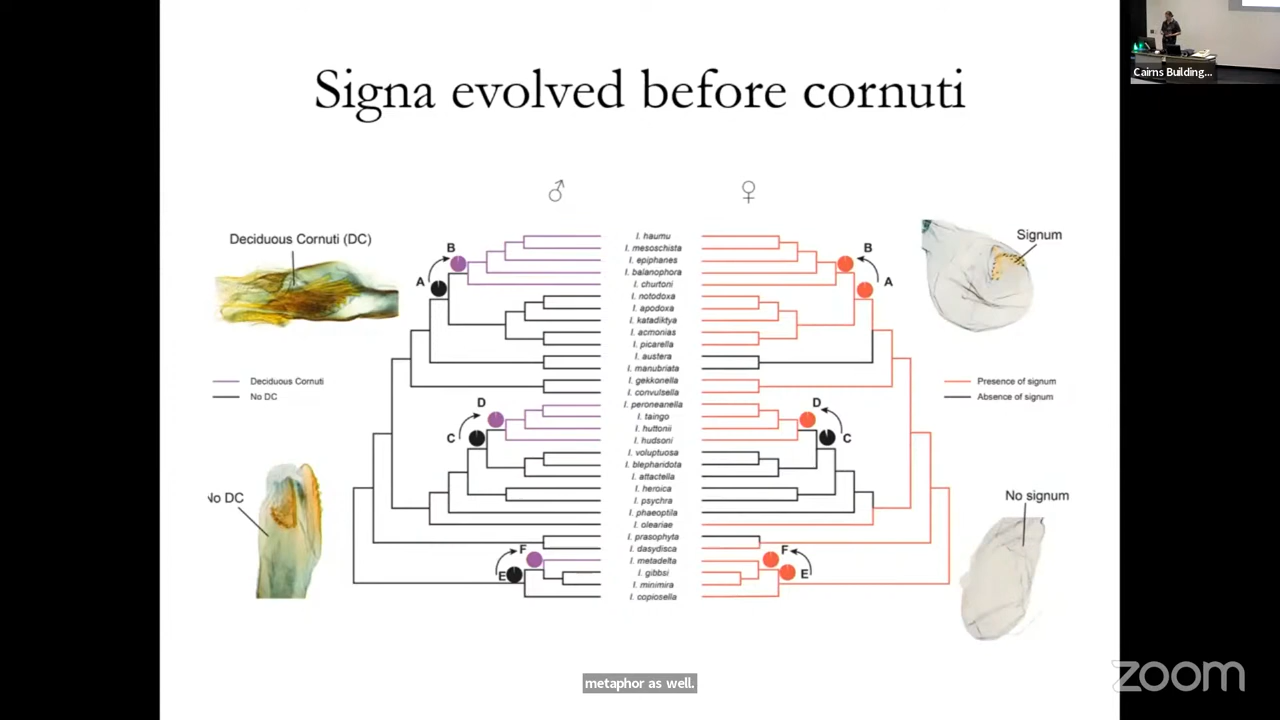 Cairns Building...
Signa evolved before cornuti
♂ ♀
Deciduous Cornuti (DC)
Signum
B
A
B
A
Deciduous Cornuti
No DC
Presence of signum
Absence of signum
D
C
D
C
No DC
No signum
F
E
F
E
I. haumu
I. mesoschista
I. epiphanes
I. balanophora
I. churtoni
I. notodoxa
I. apodoxa
I. katadiktya
I. acmonias
I. picarella
I. austera
I. manubriata
I. gekkonella
I. convulsella
I. peroneanella
I. taingo
I. huttonii
I. hudsoni
I. voluptuosa
I. blephariodota
I. attactella
I. heroica
I. psychra
I. phaeoptila
I. oleariae
I. prasophyta
I. dasydisca
I. metadelta
I. gibbsi
I. minimira
I. copiosella
metaphor as well.
zoom